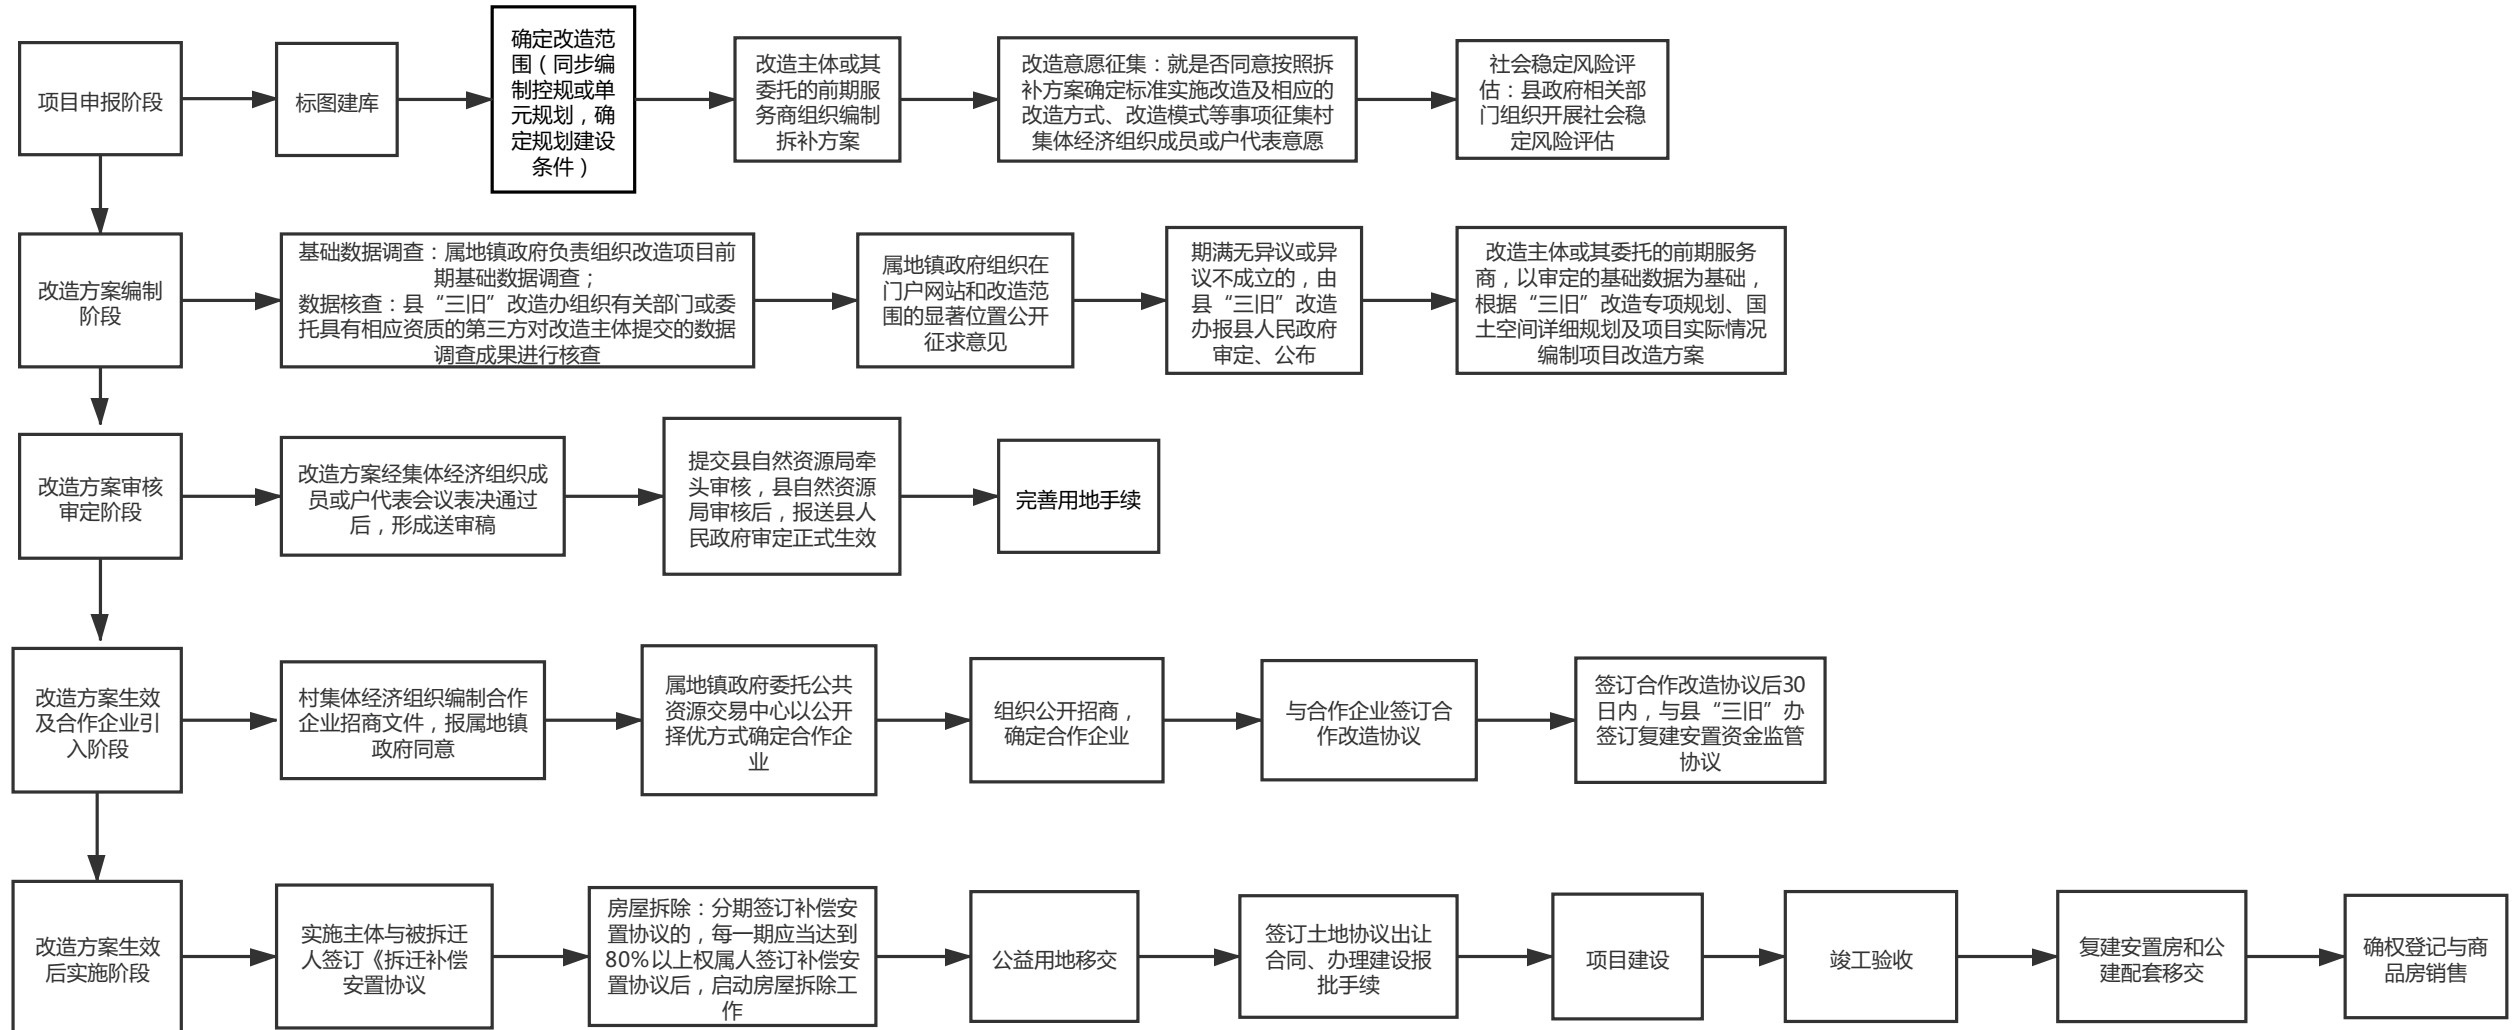 项目申报阶段
标图建库
确定改造范
围（同步编
制控规或单
元规划，确
定规划建设
条件）
改造主体或其
委托的前期服
务商组织编制
拆补方案
改造意愿征集：就是否同意按照拆
补方案确定标准实施改造及相应的
改造方式、改造模式等事项征集村
集体经济组织成员或户代表意愿
社会稳定风险评
估：县政府相关部
门组织开展社会稳
定风险评估
改造方案编制
阶段
基础数据调查：属地镇政府负责组织改造项目前
期基础数据调查；
数据核查：县“三旧”改造办组织有关部门或委
托具有相应资质的第三方对改造主体提交的数据
调查成果进行核查
属地镇政府组织在
门户网站和改造范
围的显著位置公开
征求意见
期满无异议或异
议不成立的，由
县“三旧”改造
办报县人民政府
审定、公布
改造主体或其委托的前期服务
商，以审定的基础数据为基础，
根据“三旧”改造专项规划、国
土空间详细规划及项目实际情况
编制项目改造方案
改造方案审核
审定阶段
改造方案经集体经济组织成
员或户代表会议表决通过
后，形成送审稿
提交县自然资源局牵
头审核，县自然资源
局审核后，报送县人
民政府审定正式生效
完善用地手续
改造方案生效
及合作企业引
入阶段
村集体经济组织编制合作
企业招商文件，报属地镇
政府同意
属地镇政府委托公共
资源交易中心以公开
择优方式确定合作企
业
组织公开招商，
确定合作企业
与合作企业签订合
作改造协议
签订合作改造协议后30
日内，与县“三旧”办
签订复建安置资金监管
协议
改造方案生效
后实施阶段
实施主体与被拆迁
人签订《拆迁补偿
安置协议
房屋拆除：分期签订补偿安
置协议的，每一期应当达到
80%以上权属人签订补偿安
置协议后，启动房屋拆除工
作
公益用地移交
签订土地协议出让
合同、办理建设报
批手续
项目建设
竣工验收
复建安置房和公
建配套移交
确权登记与商
品房销售